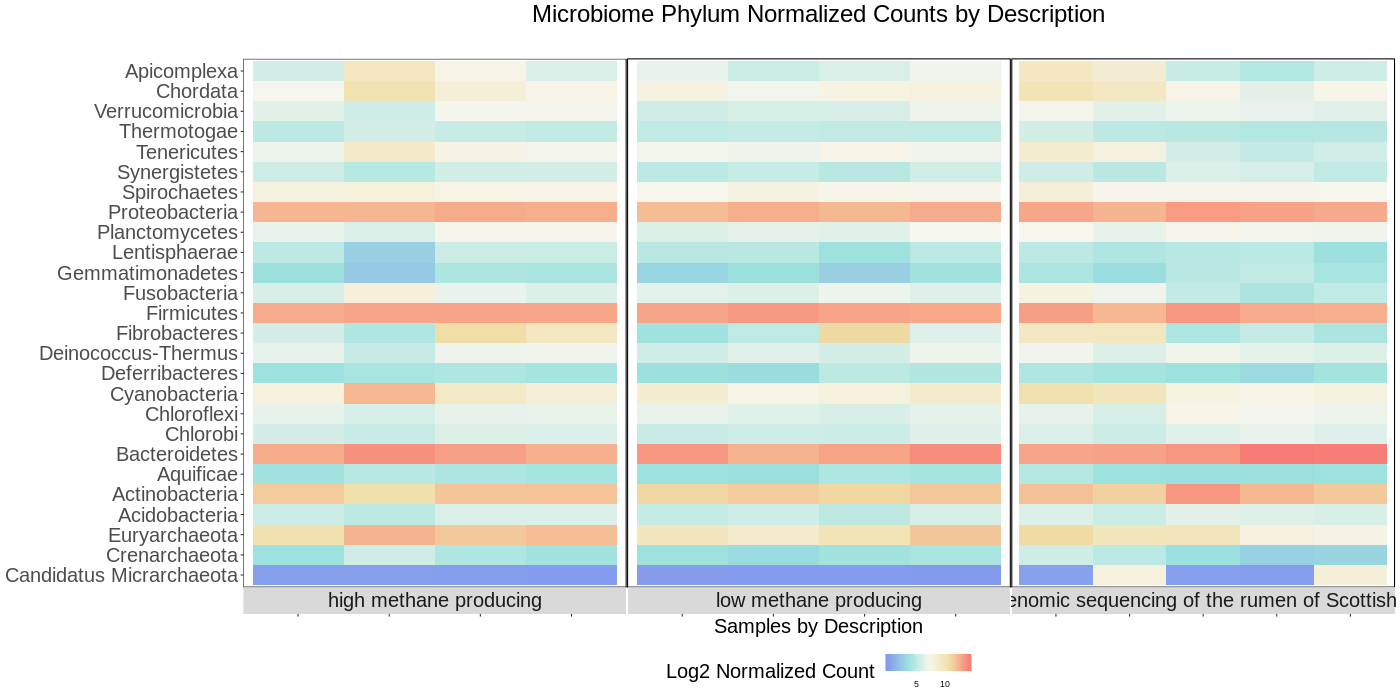 Microbiome Phylum Normalized Counts by Description
Apicomplexa
Chordata
Verrucomicrobia
Thermotogae
Tenericutes
Synergistetes
Spirochaetes
Proteobacteria
Planctomycetes
Lentisphaerae
Gemmatimonadetes
Fusobacteria
Firmicutes
Fibrobacteres
Deinococcus-Thermus
Deferribacteres
Cyanobacteria
Chloroflexi
Chlorobi
Bacteroidetes
Aquificae
Actinobacteria
Acidobacteria
Euryarchaeota
Crenarchaeota
Candidatus Micrarchaeota
high methane producing low methane producing enomic sequencing of the rumen of Scottish
Samples by Description
Log2 Normalized Count
5 10